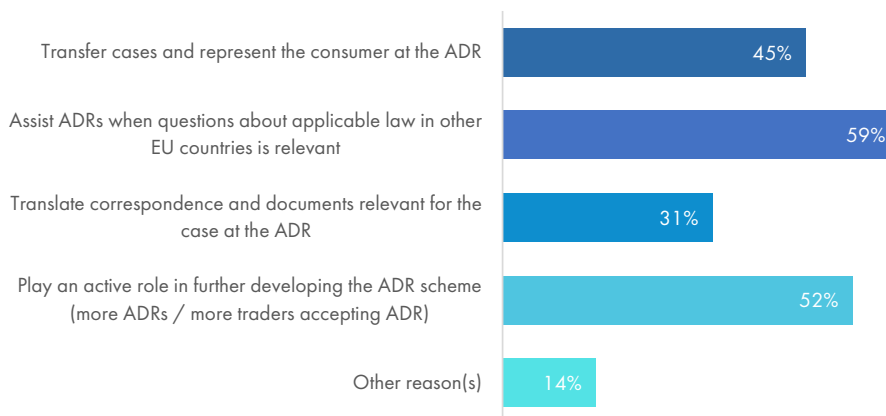 Transfer cases and represent the consumer at the ADR
45%
Assist ADRs when questions about applicable law in other
EU countries is relevant
59%
Translate correspondence and documents relevant for the
case at the ADR
31%
Play an active role in further developing the ADR scheme
(more ADRs / more traders accepting ADR)
52%
Other reason(s)
14%